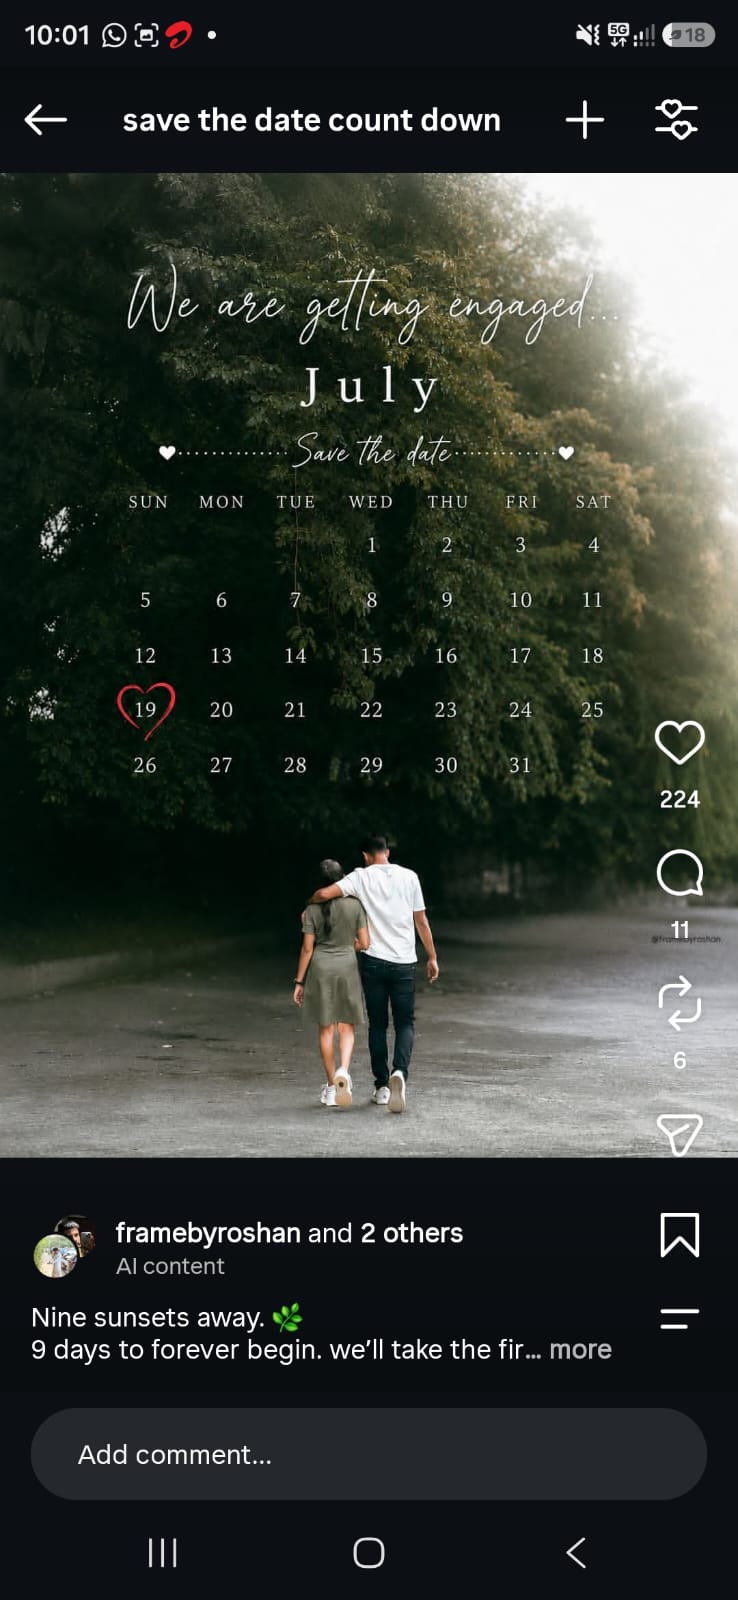 10:01
5G
18
save the date count down
We are getting engaged...
July
Save the date
SUN MON TUE WED THU FRI SAT
1 2 3 4
5 6 7 8 9 10 11
12 13 14 15 16 17 18
19 20 21 22 23 24 25
26 27 28 29 30 31
224
11
@framebyroshan
6
framebyroshan and 2 others
AI content
Nine sunsets away. 🌿
9 days to forever begin. we’ll take the fir... more
Add comment...